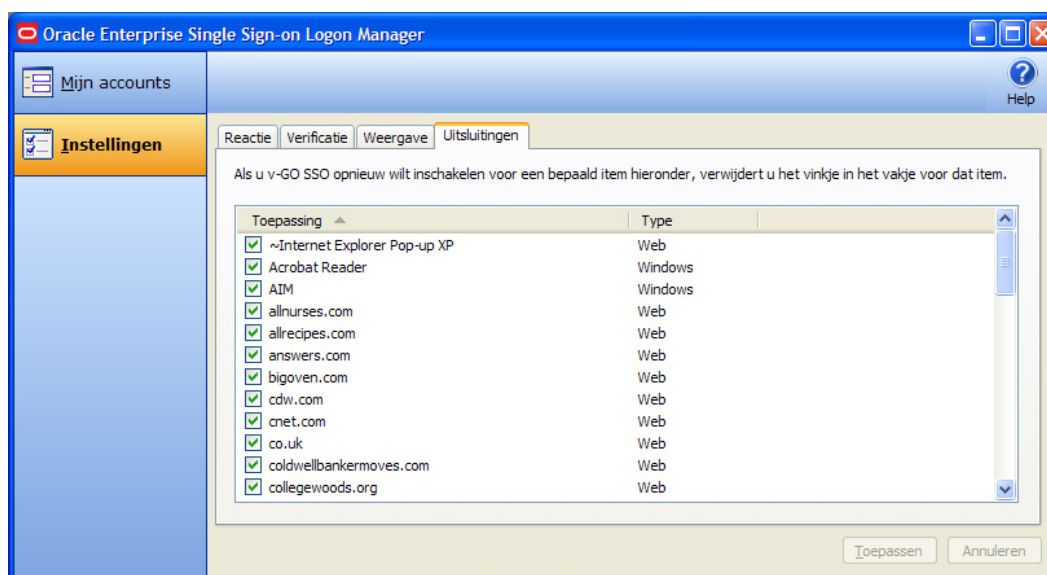 Oracle Enterprise Single Sign-on Logon Manager
Mijn accounts
Help
Instellingen
Reactie Verificatie Weergave Uitsluitingen
Als u v-GO SSO opnieuw wilt inschakelen voor een bepaald item hieronder, verwijdert u het vinkje in het vakje voor dat item.
Toepassing Type
~Internet Explorer Pop-up XP Web
Acrobat Reader Windows
AIM Windows
allnurses.com Web
allrecipes.com Web
answers.com Web
bigoven.com Web
cdw.com Web
cnet.com Web
co.uk Web
coldwellbankermoves.com Web
collegewoods.org Web
Toepassen Annuleren